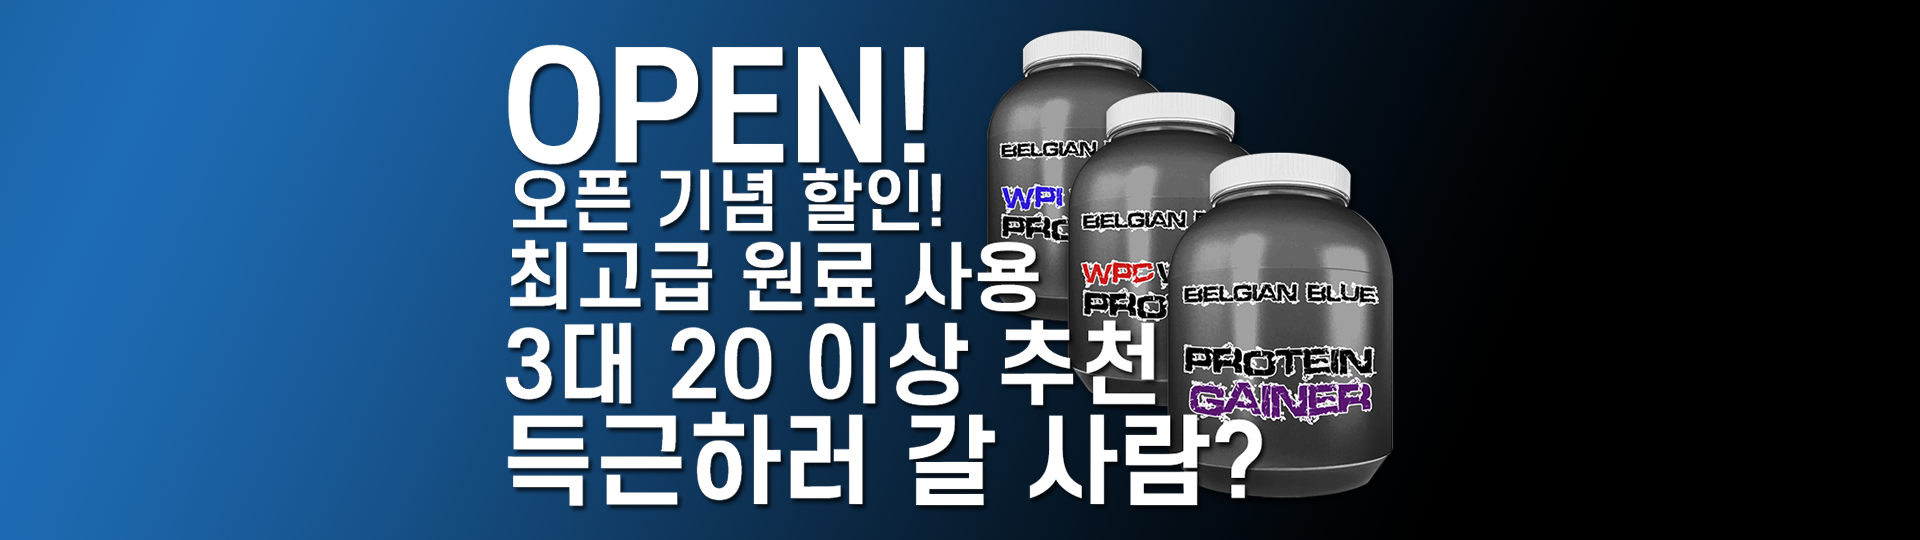 OPEN!
오픈 기념 할인!
최고급 원료 사용
3대 20 이상 추천
득근하러 갈 사람?
BELGIAN
WPI
PRO
BELGIAN
WPC
PRO
BELGIAN BLUE
PROTEIN
GAINER